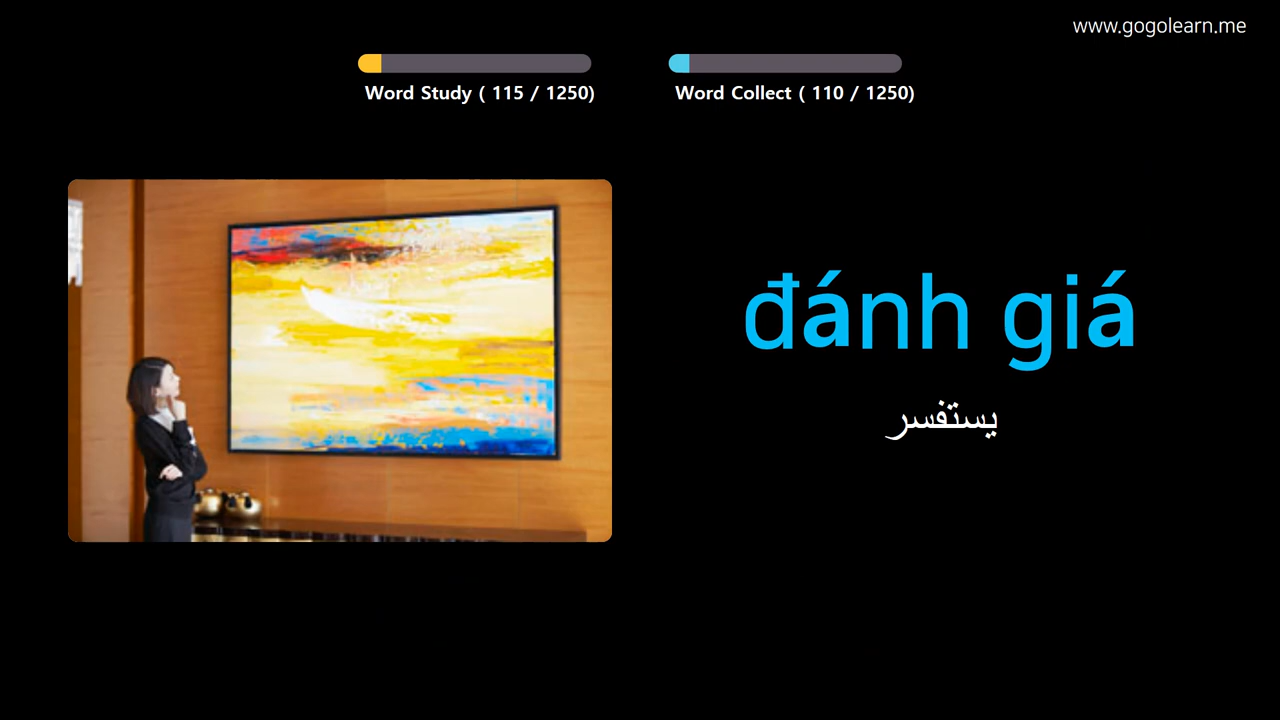 www.gogolearn.me
Word Study ( 115 / 1250)
Word Collect ( 110 / 1250)
đánh giá
يستفسر